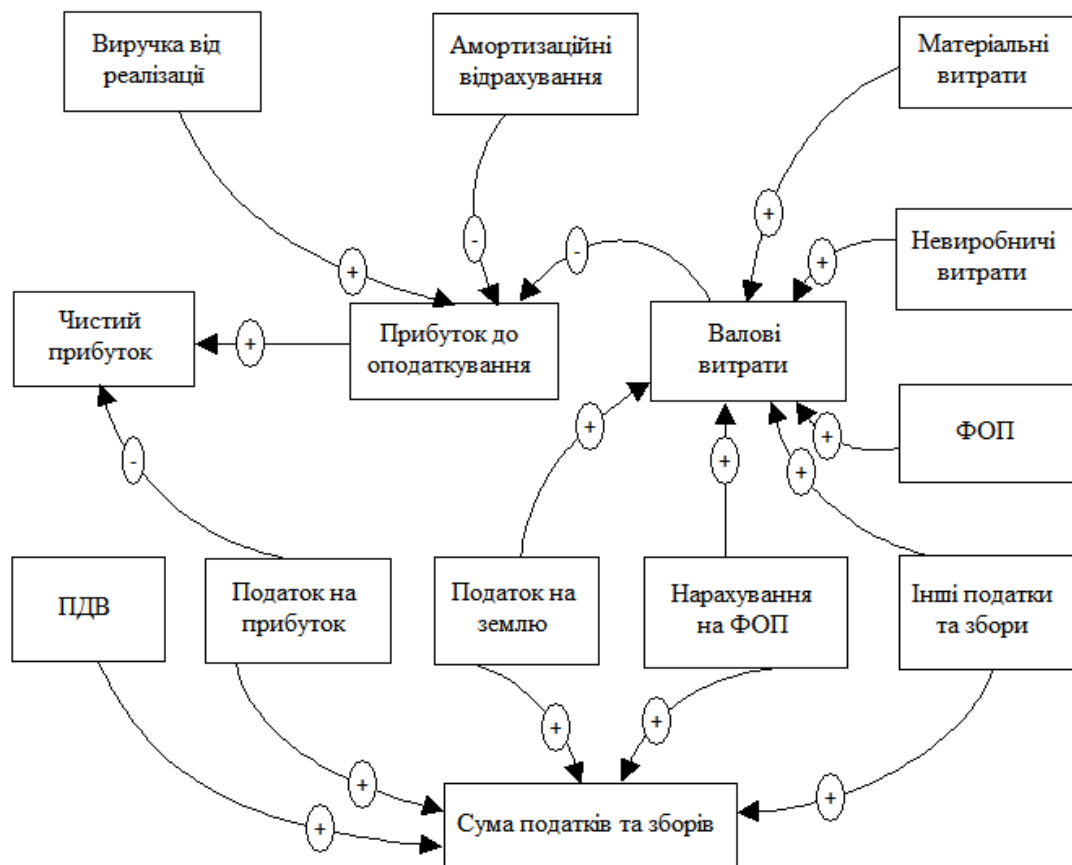 Виручка від
реалізації
Амортизаційні
відрахування
Матеріальні
витрати
+
Невиробничі
витрати
-
-
+
+
Чистий
прибуток
+
Прибуток до
оподаткування
Валові
витрати
-
+
+
+
+
ФОП
ПДВ
Податок на
прибуток
Податок на
землю
Нарахування
на ФОП
Інші податки
та збори
+
+
+
+
+
Сума податків та зборів